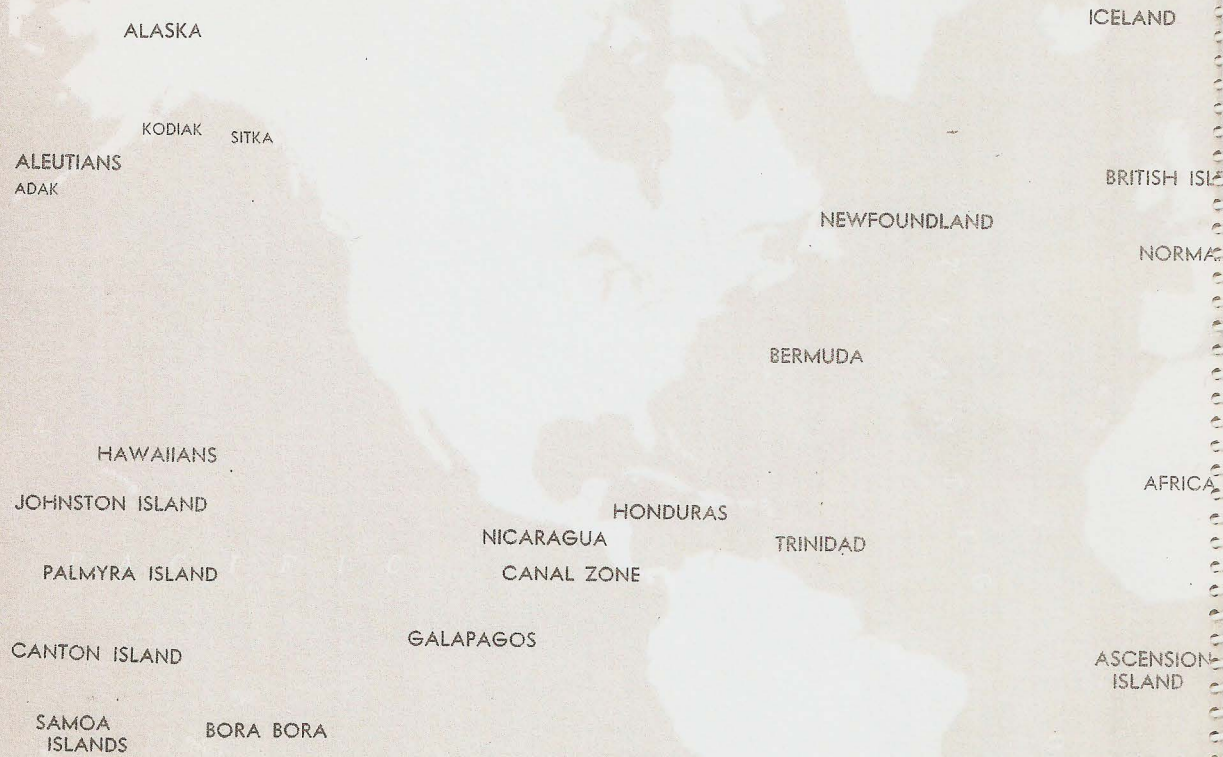 ALASKA
ICELAND
KODIAK
SITKA
ALEUTIANS
ADAK
BRITISH ISL
NEWFOUNDLAND
NORMA
BERMUDA
HAWAIIANS
JOHNSTON ISLAND
AFRICA
HONDURAS
NICARAGUA
TRINIDAD
PALMYRA ISLAND
CANAL ZONE
GALAPAGOS
CANTON ISLAND
ASCENSION
ISLAND
SAMOA
ISLANDS
BORA BORA